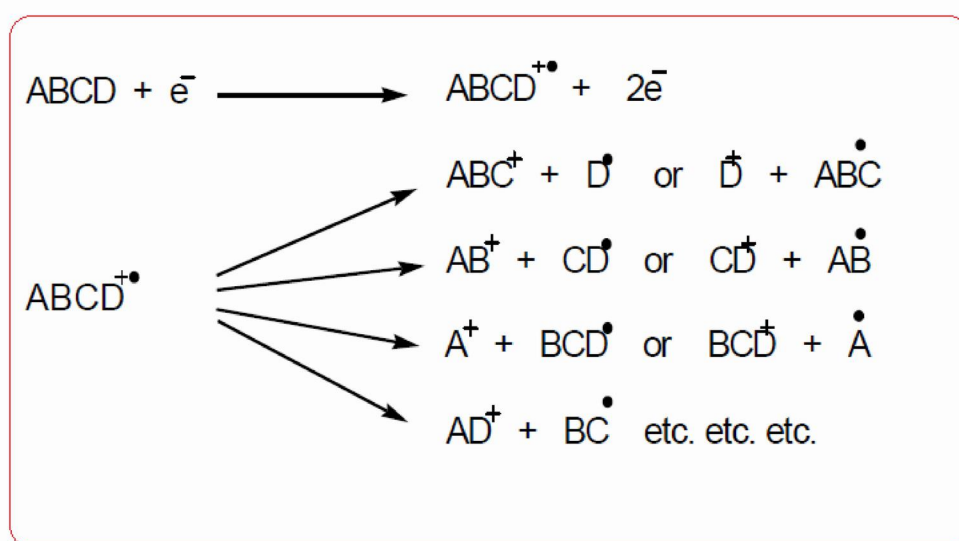 ABCD + e⁻ ABCD⁺• + 2e⁻
ABC⁺ + D• or D⁺ + ABC•
AB⁺ + CD• or CD⁺ + AB•
ABCD⁺•
A⁺ + BCD• or BCD⁺ + A•
AD⁺ + BC• etc. etc. etc.